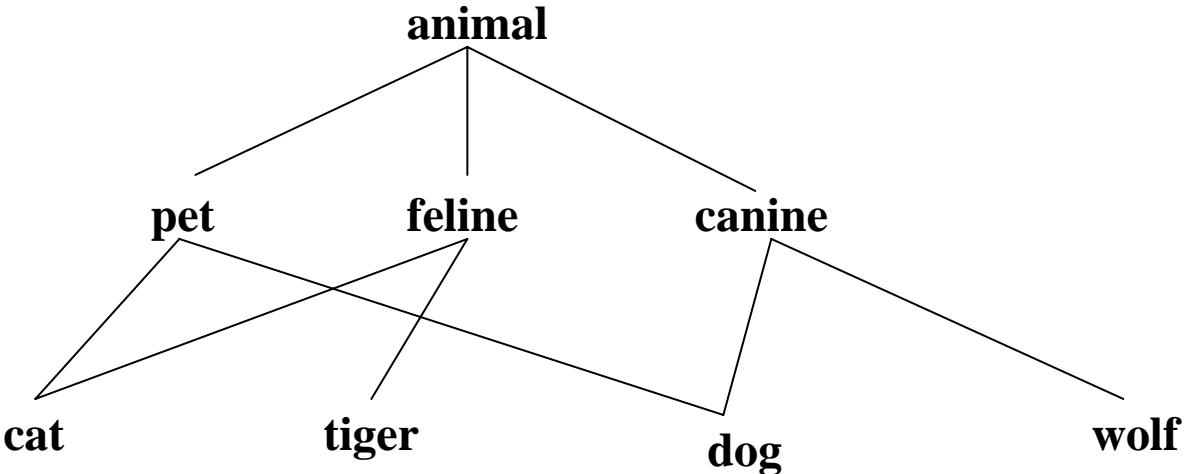 animal
pet feline canine
cat tiger dog wolf